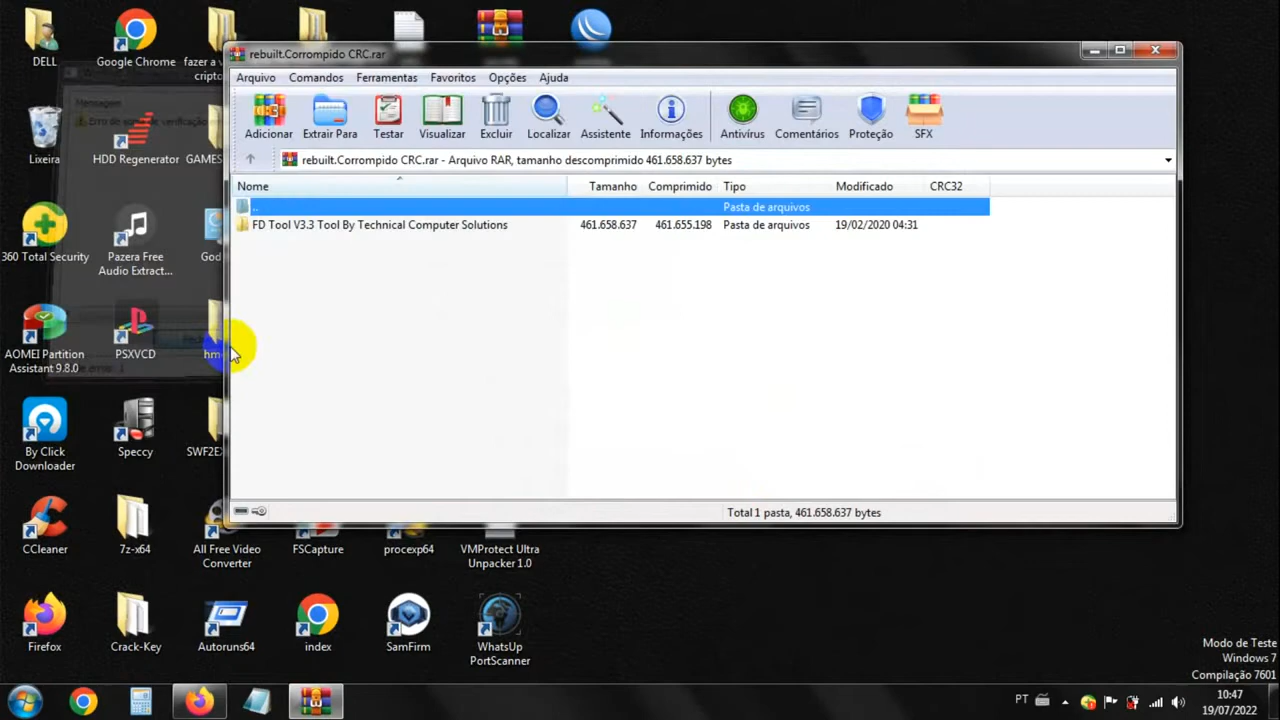 rebuilt.Corrompido CRC.rar
Arquivo Comandos Ferramentas Favoritos Opções Ajuda
Adicionar Extrair Para Testar Visualizar Excluir Localizar Assistente Informações Antivírus Comentários Proteção SFX
rebuilt.Corrompido CRC.rar - Arquivo RAR, tamanho descomprimido 461.658.637 bytes
Nome Tamanho Comprimido Tipo Modificado CRC32
.. Pasta de arquivos
FD Tool V3.3 Tool By Technical Computer Solutions 461.658.637 461.655.198 Pasta de arquivos 19/02/2020 04:31
Total 1 pasta, 461.658.637 bytes
DELL
Google Chrome
fazer a v
cripto
Mensagem
Lixeira
HDD Regenerator
GAMES
360 Total Security
Pazera Free
Audio Extract...
God
AOMEI Partition
Assistant 9.8.0
PSXVCD
hm
By Click
Downloader
Speccy
SWF2EX
CCleaner
7z-x64
All Free Video
Converter
FSCapture
procexp64
VMProtect Ultra
Unpacker 1.0
Firefox
Crack-Key
Autoruns64
index
SamFirm
WhatsUp
PortScanner
Modo de Teste
Windows 7
Compilação 7601
PT
10:47
19/07/2022